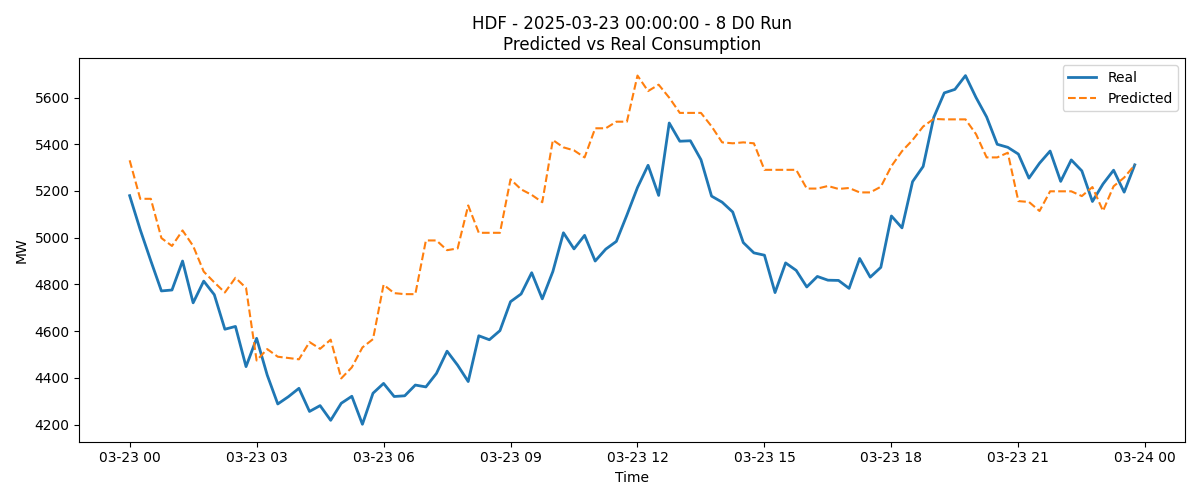 HDF - 2025-03-23 00:00:00 - 8 D0 Run
Predicted vs Real Consumption
Real
Predicted
MW
5600
5400
5200
5000
4800
4600
4400
4200
03-23 00
03-23 03
03-23 06
03-23 09
03-23 12
03-23 15
03-23 18
03-23 21
03-24 00
Time